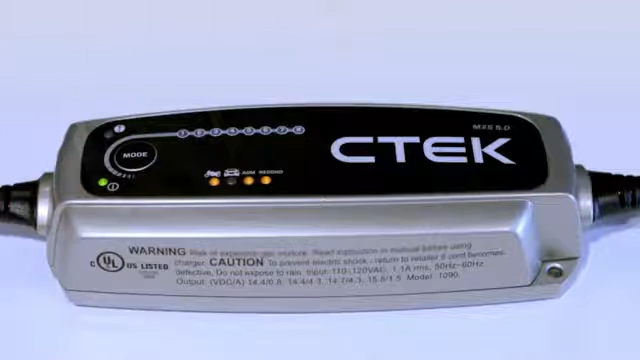 MXS 5.0
1 2 3 4 5 6 7 8
CTEK
MODE
AGM RECOND
WARNING Risk of explosive gas mixture. Read instruction in manual before using
charger. CAUTION To prevent electric shock - return to retailer if cord becomes
defective, Do not expose to rain. Input: 110-120VAC, 1.1A rms, 50Hz~60Hz
Output: (VDC/A) 14.4/0.8, 14.4/4.3, 14.7/4.3, 15.8/1.5 Model: 1090.
C UL US LISTED